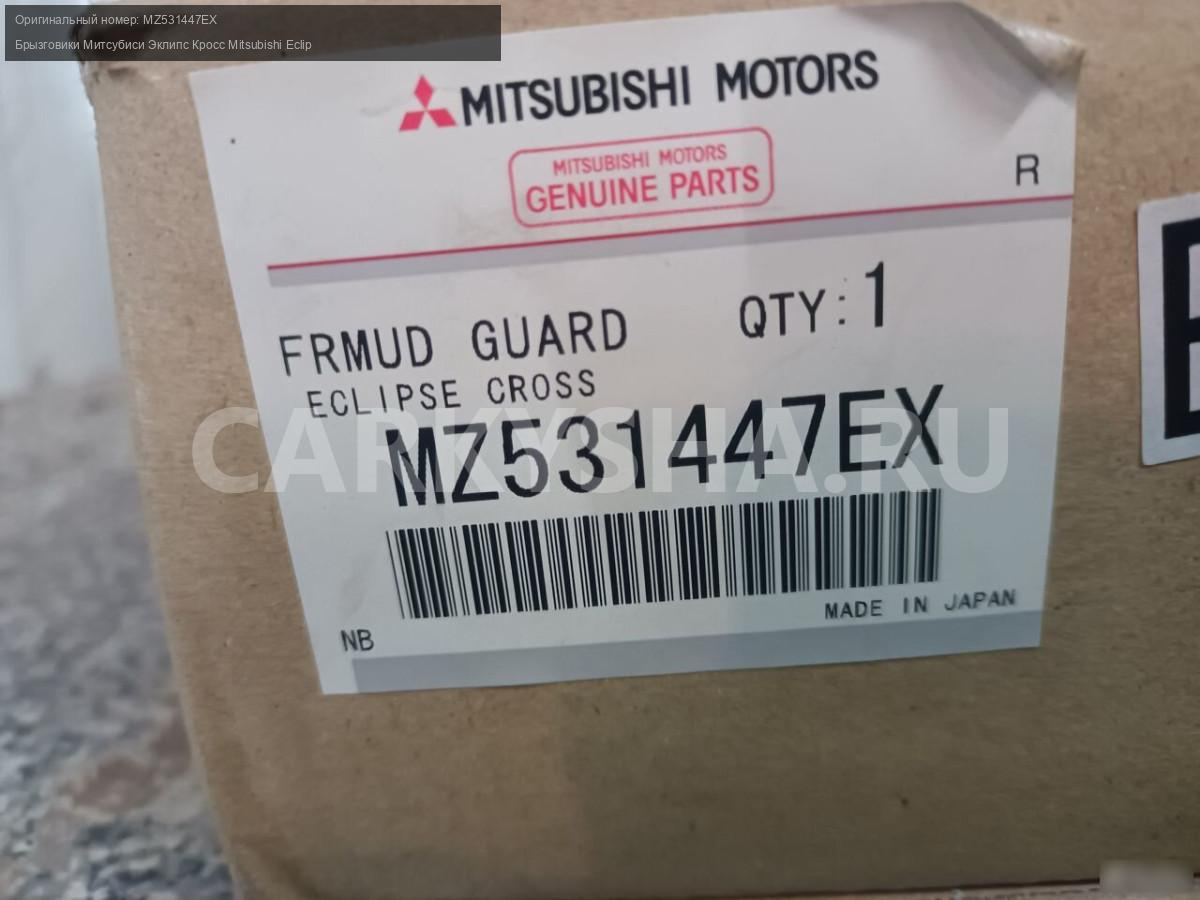 Оригинальный номер: MZ531447EX
Брызговики Митсубиси Эклипс Кросс Mitsubishi Eclip
MITSUBISHI MOTORS
MITSUBISHI MOTORS
GENUINE PARTS
R
FRMUD GUARD QTY:1
ECLIPSE CROSS
MZ531447EX
CARKYSHA.RU
MADE IN JAPAN
NB